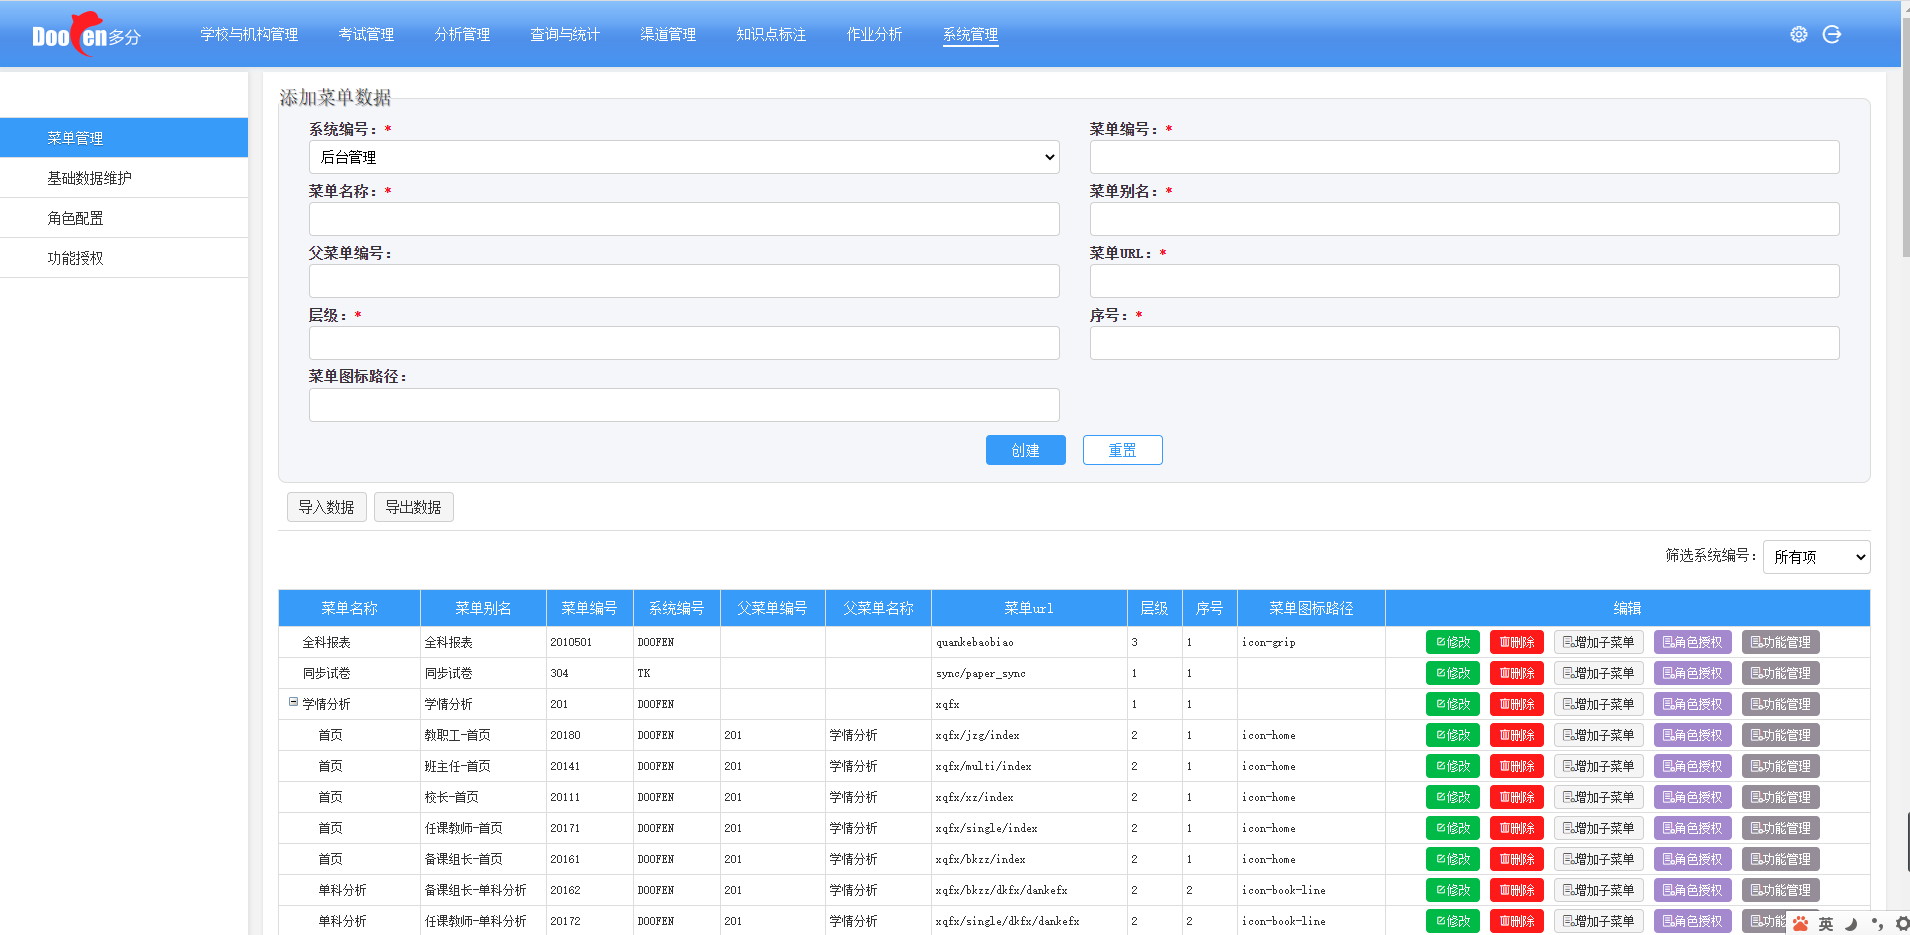 Doofen多分 学校与机构管理 考试管理 分析管理 查询与统计 渠道管理 知识点标注 作业分析 系统管理
菜单管理
基础数据维护
角色配置
功能授权
添加菜单数据
系统编号：* 菜单编号：*
后台管理
菜单名称：* 菜单别名：*
父菜单编号： 菜单URL：*
层级：* 序号：*
菜单图标路径：
创建 重置
导入数据 导出数据
筛选系统编号： 所有项
菜单名称 菜单别名 菜单编号 系统编号 父菜单编号 父菜单名称 菜单url 层级 序号 菜单图标路径 编辑
全科报表 全科报表 2010501 DOOFEN quankebaobiao 3 1 icon-grip 修改 删除 增加子菜单 角色授权 功能管理
同步试卷 同步试卷 304 TK sync/paper_sync 1 1 修改 删除 增加子菜单 角色授权 功能管理
学情分析 学情分析 201 DOOFEN xqfx 1 1 修改 删除 增加子菜单 角色授权 功能管理
首页 教职工-首页 20180 DOOFEN 201 学情分析 xqfx/jzg/index 2 1 icon-home 修改 删除 增加子菜单 角色授权 功能管理
首页 班主任-首页 20141 DOOFEN 201 学情分析 xqfx/multi/index 2 1 icon-home 修改 删除 增加子菜单 角色授权 功能管理
首页 校长-首页 20111 DOOFEN 201 学情分析 xqfx/xz/index 2 1 icon-home 修改 删除 增加子菜单 角色授权 功能管理
首页 任课教师-首页 20171 DOOFEN 201 学情分析 xqfx/single/index 2 1 icon-home 修改 删除 增加子菜单 角色授权 功能管理
首页 备课组长-首页 20161 DOOFEN 201 学情分析 xqfx/bkzz/index 2 1 icon-home 修改 删除 增加子菜单 角色授权 功能管理
单科分析 备课组长-单科分析 20162 DOOFEN 201 学情分析 xqfx/bkzz/dkfx/dankefx 2 2 icon-book-line 修改 删除 增加子菜单 角色授权 功能管理
单科分析 任课教师-单科分析 20172 DOOFEN 201 学情分析 xqfx/single/dkfx/dankefx 2 2 icon-book-line 修改 删除 增加子菜单 角色授权 功能
英